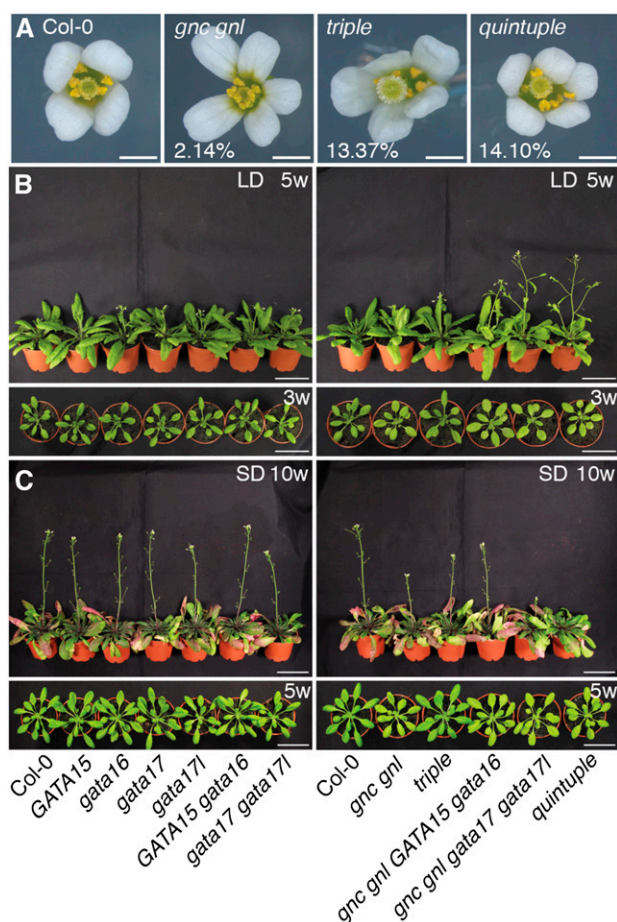 A Col-0 gnc gnl triple quintuple
2.14% 13.37% 14.10%
B LD 5w LD 5w
3w 3w
C SD 10w SD 10w
5w 5w
Col-0
GATA15
gata16
gata17
gata17l
GATA15 gata16
gata17 gata17l
Col-0
gnc gnl
triple
gnc gnl GATA15 gata16
gnc gnl gata17 gata17l
quintuple